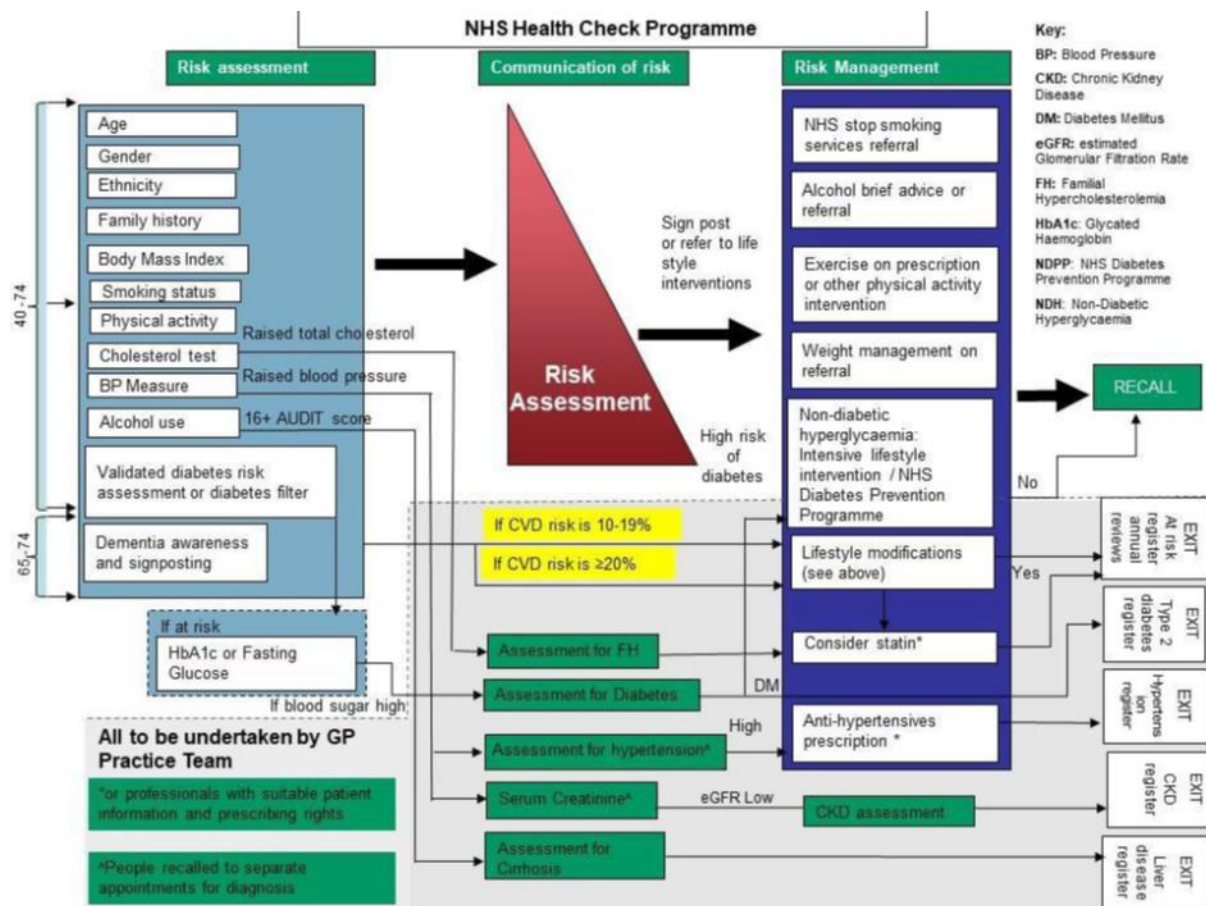 NHS Health Check Programme
Risk assessment
Communication of risk
Risk Management
Key:
BP: Blood Pressure
CKD: Chronic Kidney
Disease
DM: Diabetes Mellitus
eGFR: estimated
Glomerular Filtration Rate
FH: Familial
Hypercholesterolemia
HbA1c: Glycated
Haemoglobin
NDPP: NHS Diabetes
Prevention Programme
NDH: Non-Diabetic
Hyperglycaemia
40-74
65-74
Age
Gender
Ethnicity
Family history
Body Mass Index
Smoking status
Physical activity
Cholesterol test
BP Measure
Alcohol use
Validated diabetes risk
assessment or diabetes filter
Dementia awareness
and signposting
If at risk
HbA1c or Fasting
Glucose
If blood sugar high
Raised total cholesterol
Raised blood pressure
16+ AUDIT score
Risk
Assessment
Sign post
or refer to life
style
interventions
High risk
of
diabetes
If CVD risk is 10-19%
If CVD risk is ≥20%
NHS stop smoking
services referral
Alcohol brief advice or
referral
Exercise on prescription
or other physical activity
intervention
Weight management on
referral
Non-diabetic
hyperglycaemia:
Intensive lifestyle
intervention / NHS
Diabetes Prevention
Programme
Lifestyle modifications
(see above)
Consider statin*
Anti-hypertensives
prescription *
RECALL
No
Yes
Assessment for FH
Assessment for Diabetes
DM
Assessment for hypertension^
High
Serum Creatinine^
eGFR Low
CKD assessment
Assessment for
Cirrhosis
EXIT
At risk
register
annual
reviews
EXIT
Type 2
diabetes
register
EXIT
Hypertens
ion
register
EXIT
CKD
register
EXIT
Liver
disease
register
All to be undertaken by GP
Practice Team
*or professionals with suitable patient
information and prescribing rights
^People recalled to separate
appointments for diagnosis